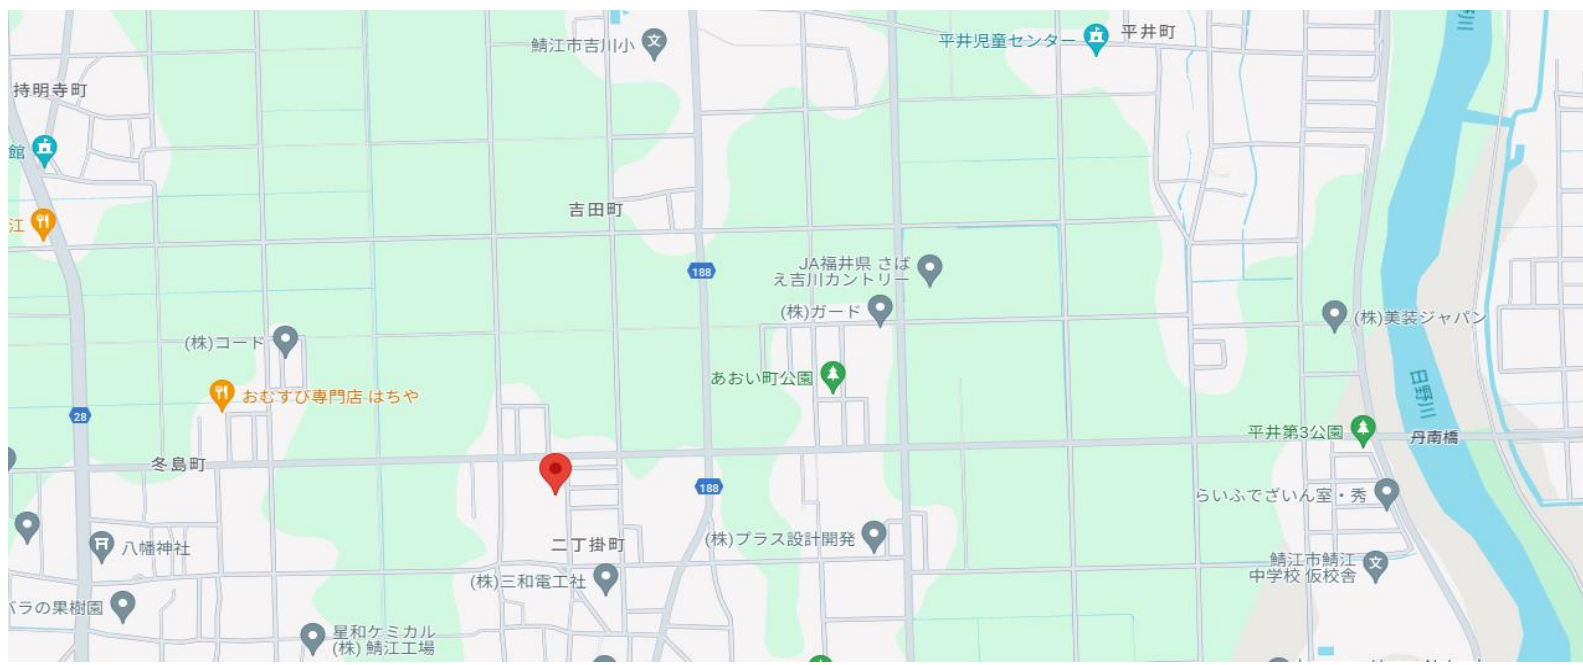 日野川
平井町
鯖江市吉川小
平井児童センター
持明寺町
館
吉田町
江
188
JA福井県 さば
え吉川カントリー
(株)ガード
(株)美装ジャパン
(株)コード
あおい町公園
おむすび専門店 はちや
日野川
28
平井第3公園
丹南橋
冬島町
188
らいふでざいん室・秀
八幡神社
二丁掛町
(株)プラス設計開発
鯖江市鯖江
中学校 仮校舎
(株)三和電工社
バラの果樹園
星和ケミカル
(株) 鯖江工場